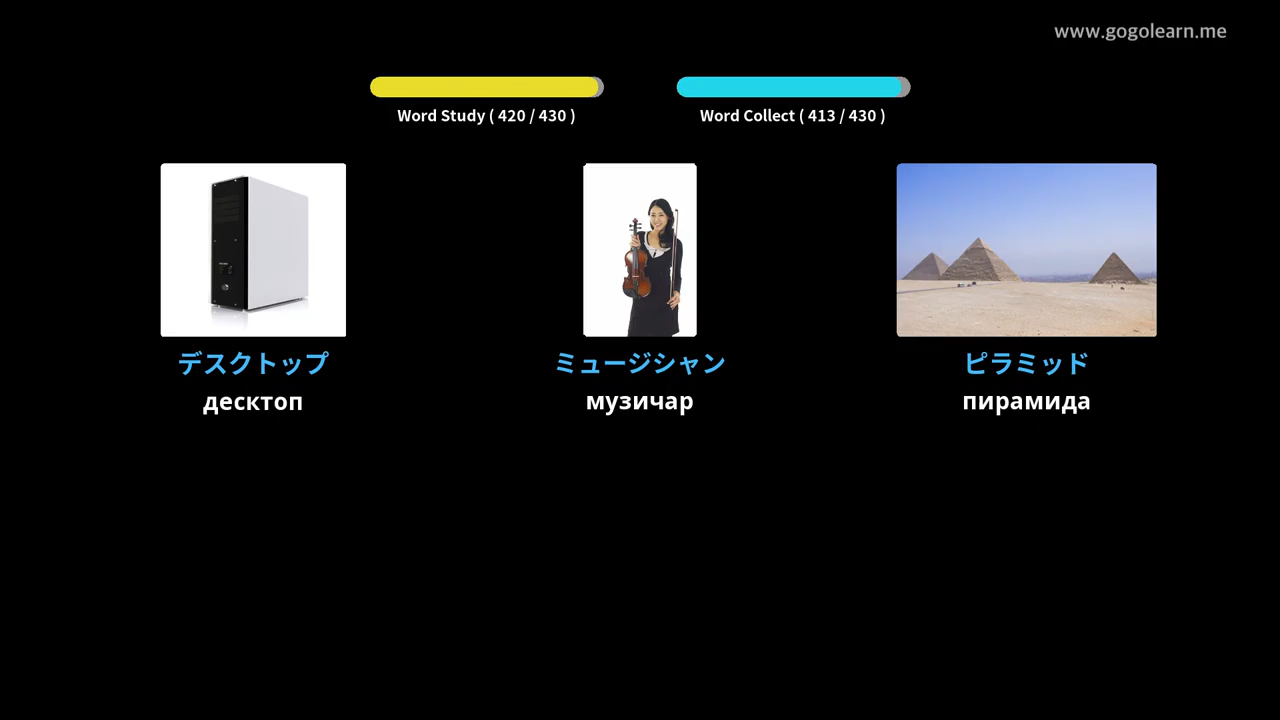 www.gogolearn.me
Word Study ( 420 / 430 )
Word Collect ( 413 / 430 )
デスクトップ
ミュージシャン
ピラミッド
десктоп
музичар
пирамида